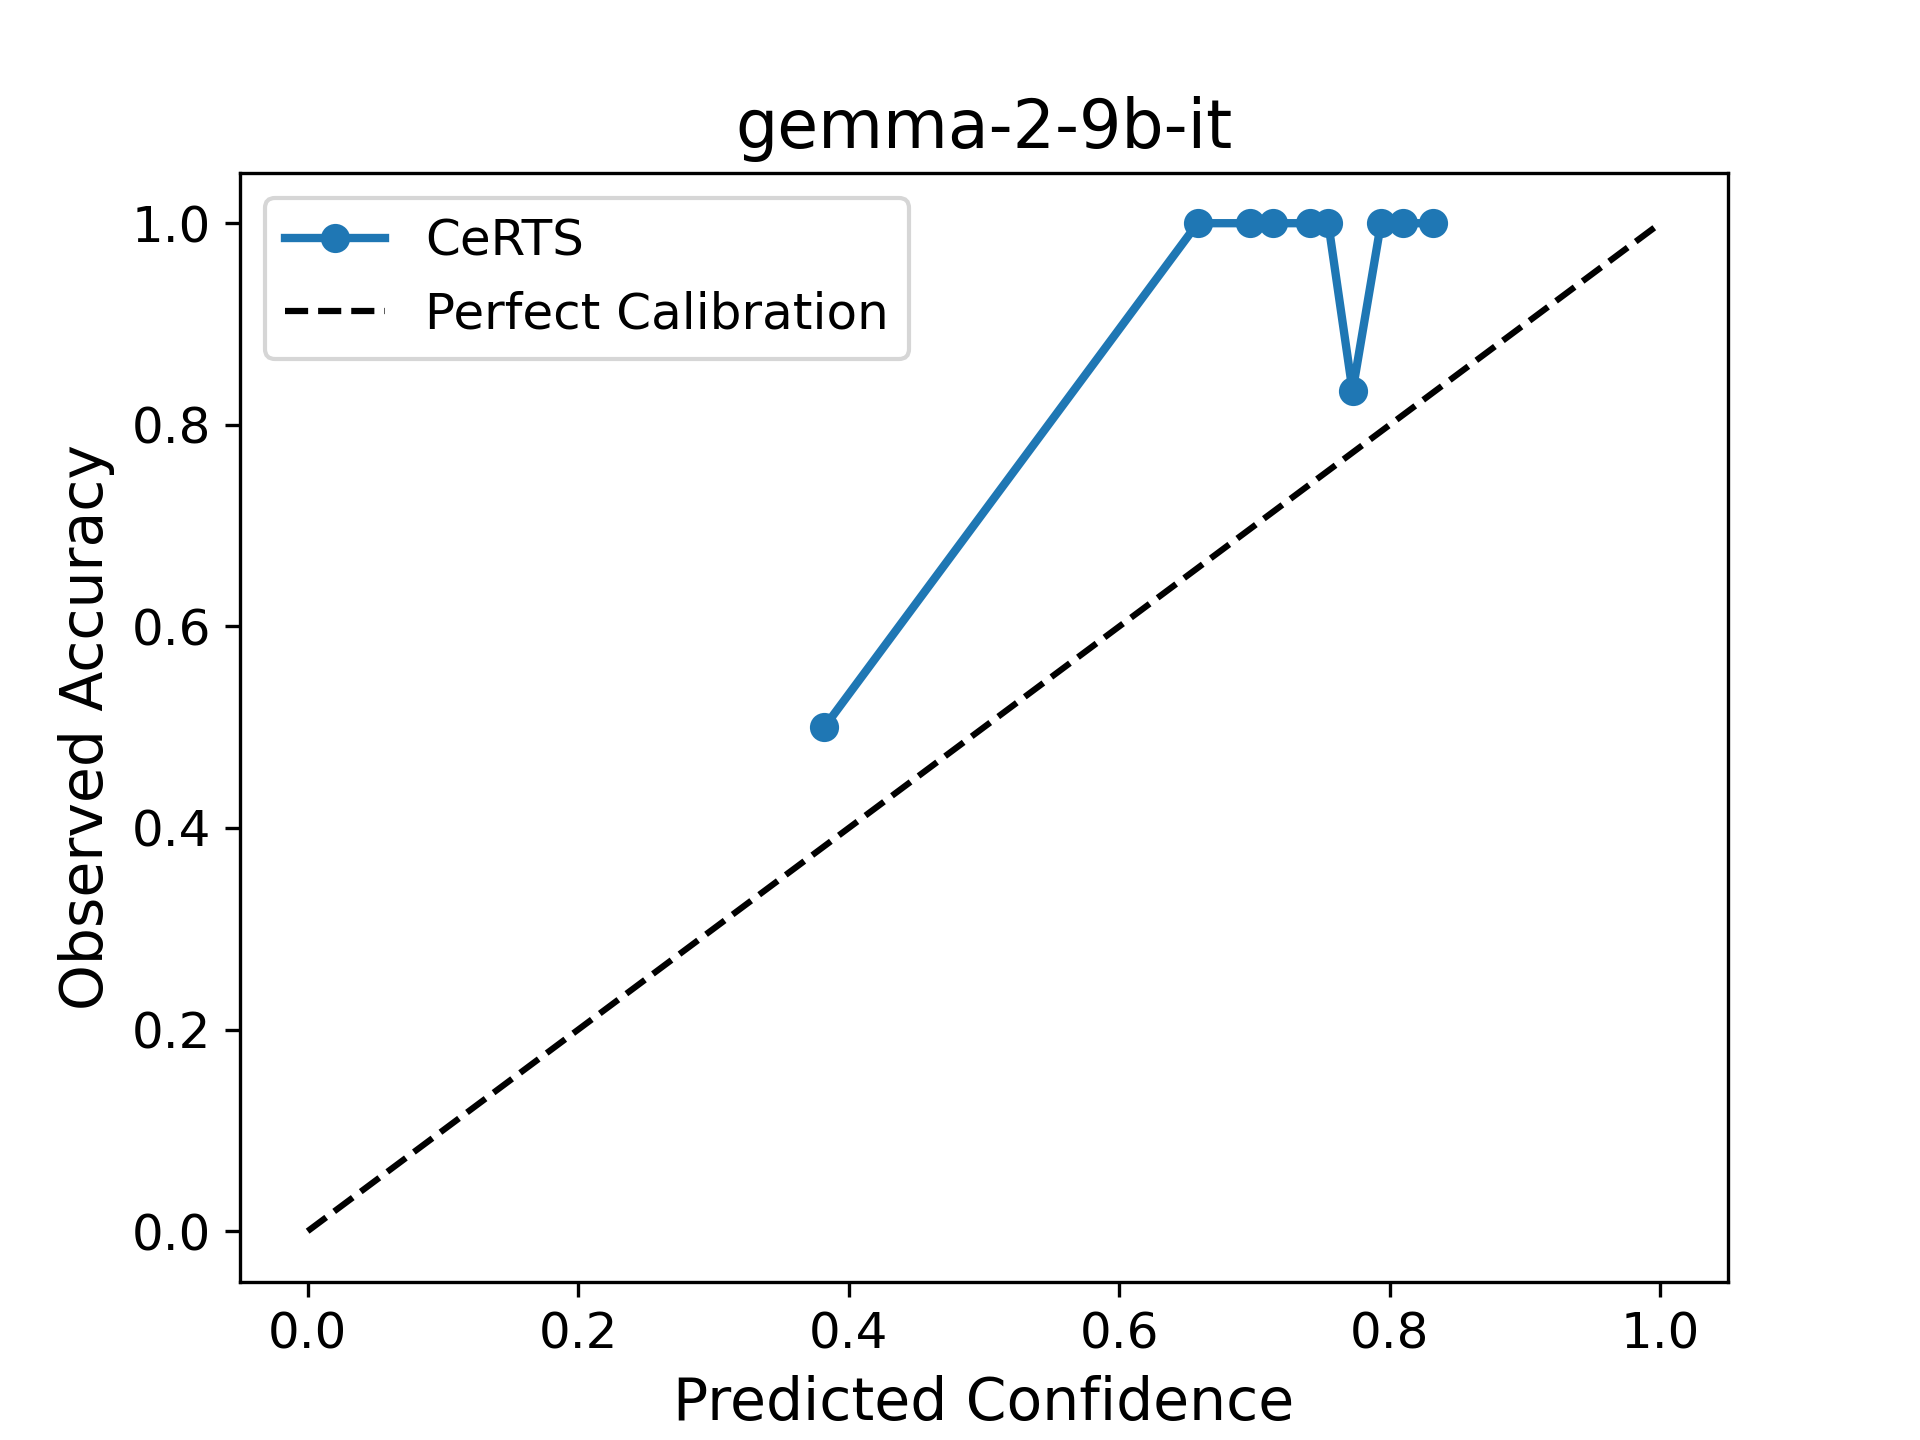 gemma-2-9b-it
CeRTS
Perfect Calibration
Observed Accuracy
1.0
0.8
0.6
0.4
0.2
0.0
0.0 0.2 0.4 0.6 0.8 1.0
Predicted Confidence